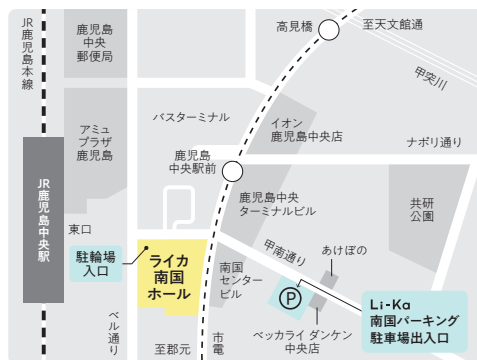 JR鹿児島本線
鹿児島
中央
郵便局
高見橋
至天文館通
甲突川
アミュ
プラザ
鹿児島
バスターミナル
イオン
鹿児島中央店
ナポリ通り
鹿児島
中央駅前
JR鹿児島中央駅
鹿児島中央
ターミナルビル
共研
公園
東口
駐輪場
入口
ライカ
南国
ホール
甲南通り
あけぼの
南国
センター
ビル
P
Li-Ka
南国パーキング
駐車場出入口
ベル通り
至郡元
市電
ベッカライ ダンケン
中央店